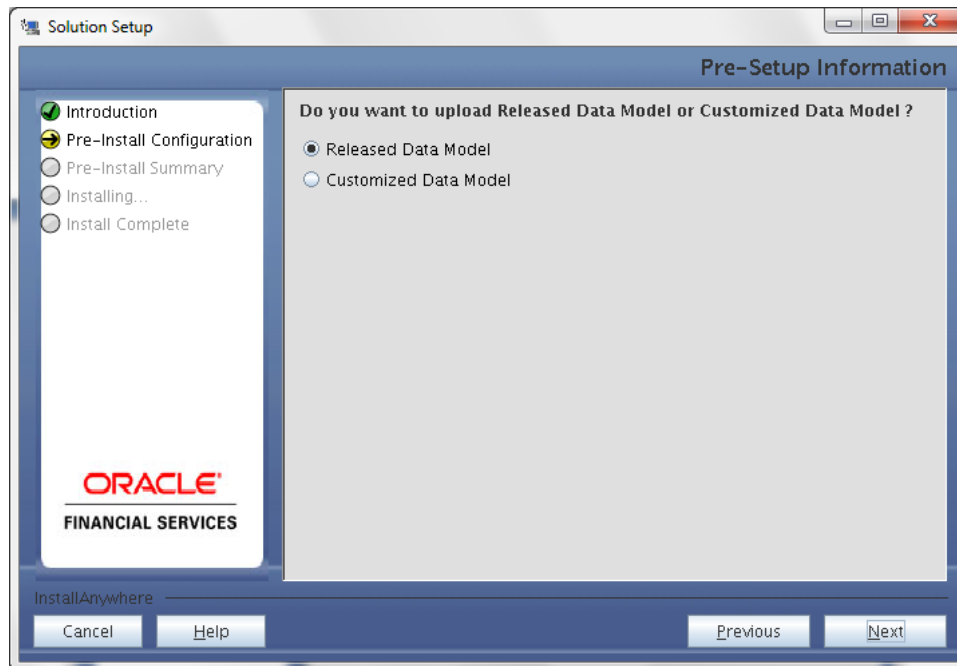 Solution Setup
Pre-Setup Information
Introduction
Pre-Install Configuration
Pre-Install Summary
Installing...
Install Complete
ORACLE
FINANCIAL SERVICES
Do you want to upload Released Data Model or Customized Data Model ?
Released Data Model
Customized Data Model
InstallAnywhere
Cancel
Help
Previous
Next